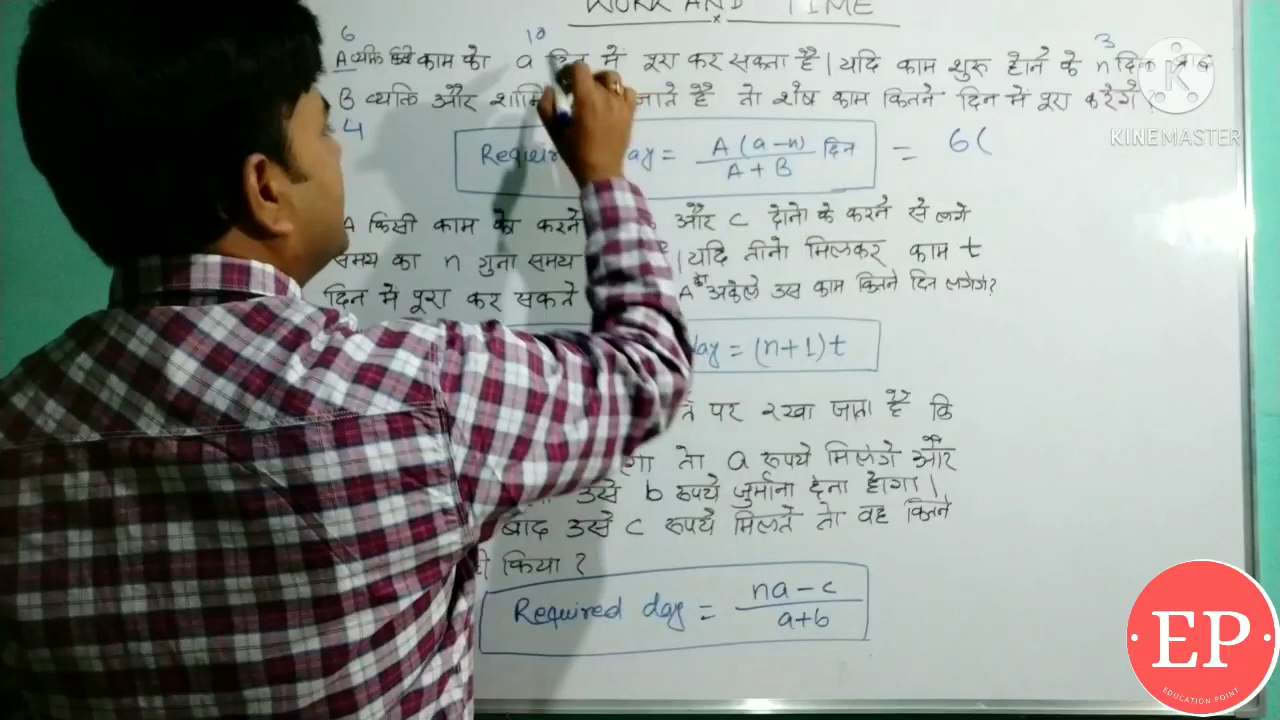 WORK AND TIME
6 10 3
A व्यक्ति किसी काम को a दिन में पूरा कर सकता है। यदि काम शुरू होने के n दिन बाद
B व्यक्ति और जाते है तो शेष काम कितने दिन में पूरा करेंगे।
4
A (a-n) दिन = 6(
A + B
A किसी काम को करने और C दोनो के करने से लगे
समय का n गुना समय । यदि तीनो मिलकर काम t
दिन में पूरा कर सकते A को अकेले उस काम कितने दिन लगेगें?
day = (n+1) t
पर रखा जाता है कि
तो a रुपये मिलंगे और
उसे b रुपये जुर्माना देना होगा।
बाद उसे c रुपये मिलते तो वह कितने
किया ?
Required day = na - c
a+b
KINEMASTER
EP
EDUCATION POINT